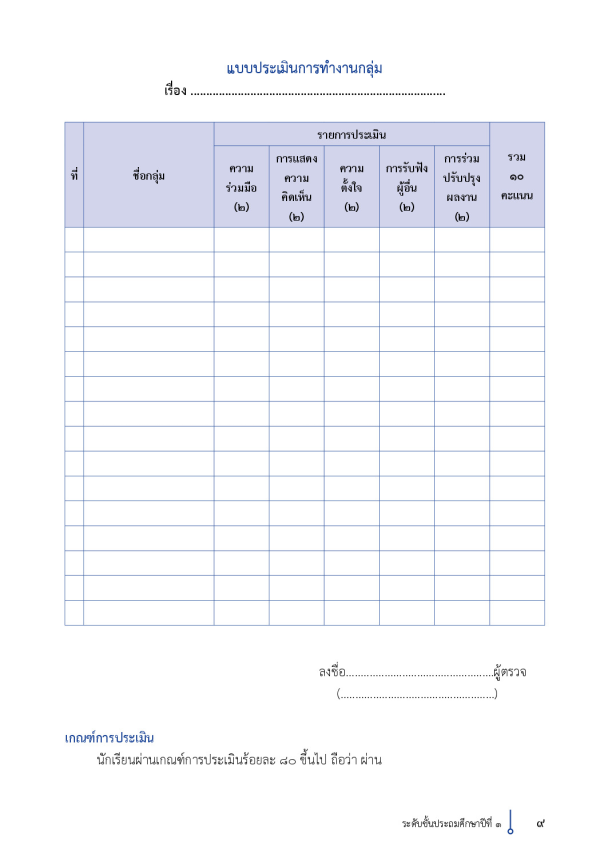 แบบประเมินการทำงานกลุ่ม
เรื่อง ................................................................................
รายการประเมิน
ที่
ชื่อกลุ่ม
ความ
ร่วมมือ
(๒)
การแสดง
ความ
คิดเห็น
(๒)
ความ
ตั้งใจ
(๒)
การรับฟัง
ผู้อื่น
(๒)
การร่วม
ปรับปรุง
ผลงาน
(๒)
รวม
๑๐
คะแนน
ลงชื่อ..................................................ผู้ตรวจ
(....................................................)
เกณฑ์การประเมิน
นักเรียนผ่านเกณฑ์การประเมินร้อยละ ๘๐ ขึ้นไป ถือว่า ผ่าน
ระดับชั้นประถมศึกษาปีที่ ๑
๙